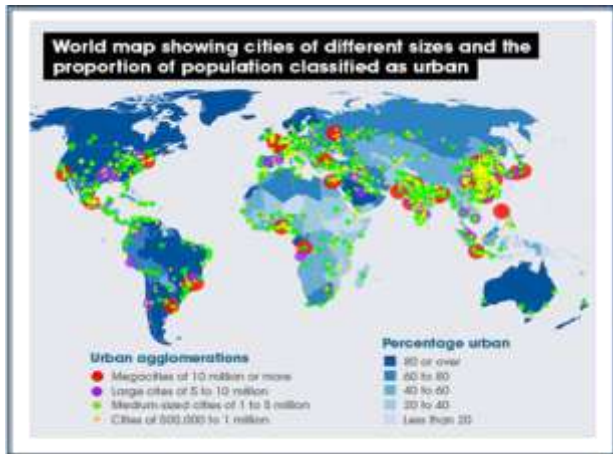 World map showing cities of different sizes and the
proportion of population classified as urban
Urban agglomerations
Megacities of 10 million or more
Large cities of 5 to 10 million
Medium-sized cities of 1 to 5 million
Cities of 500,000 to 1 million
Percentage urban
80 or over
60 to 80
40 to 60
20 to 40
Less than 20